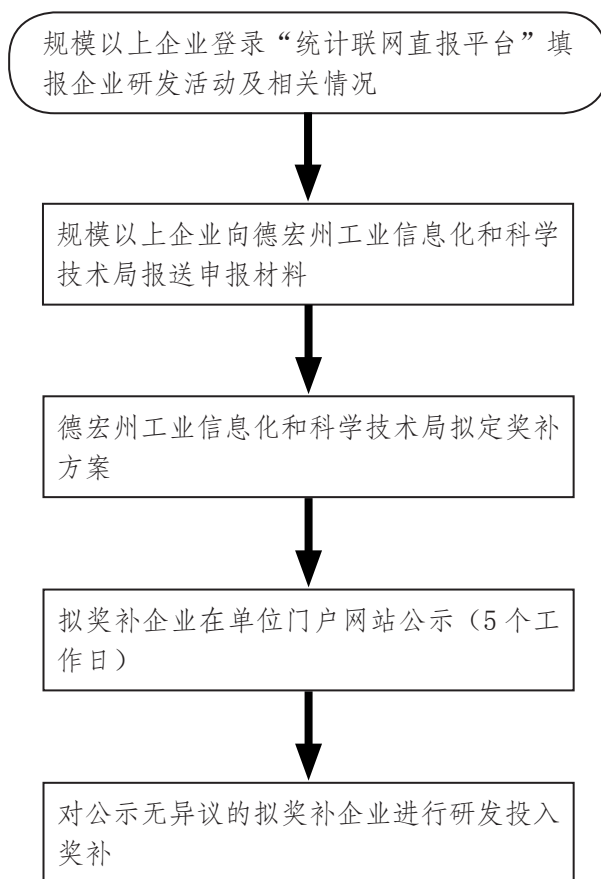 规模以上企业登录“统计联网直报平台”填
报企业研发活动及相关情况
规模以上企业向德宏州工业信息化和科学
技术局报送申报材料
德宏州工业信息化和科学技术局拟定奖补
方案
拟奖补企业在单位门户网站公示（5个工
作日）
对公示无异议的拟奖补企业进行研发投入
奖补